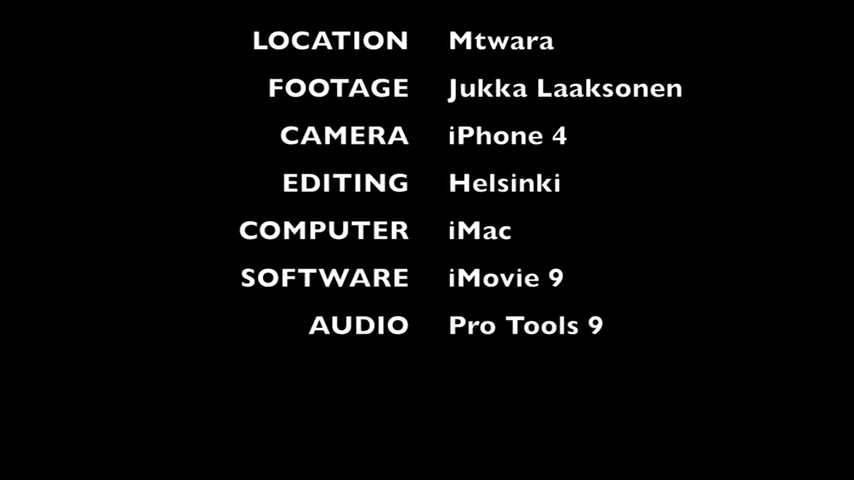 LOCATION Mtwara
FOOTAGE Jukka Laaksonen
CAMERA iPhone 4
EDITING Helsinki
COMPUTER iMac
SOFTWARE iMovie 9
AUDIO Pro Tools 9